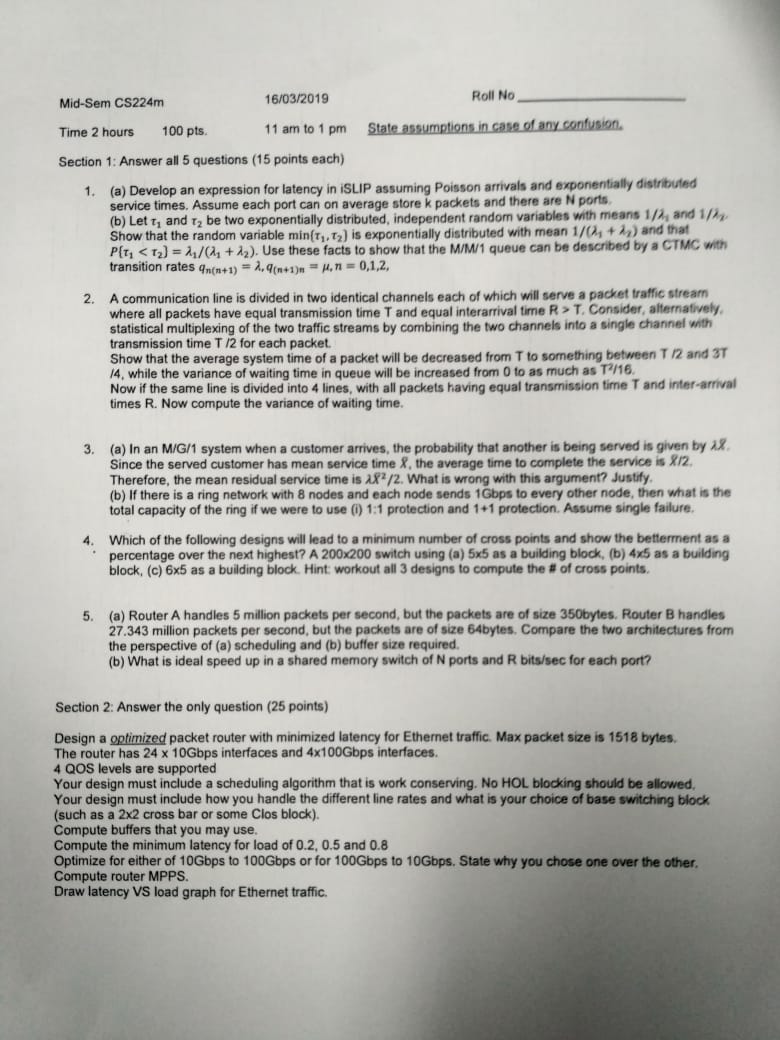 Mid-Sem CS224m 16/03/2019 Roll No
Time 2 hours 100 pts. 11 am to 1 pm State assumptions in case of any confusion.
Section 1: Answer all 5 questions (15 points each)
1. (a) Develop an expression for latency in iSLIP assuming Poisson arrivals and exponentially distributed
service times. Assume each port can on average store k packets and there are N ports.
(b) Let τ₁ and τ₂ be two exponentially distributed, independent random variables with means 1/λ₁ and 1/λ₂.
Show that the random variable min{τ₁, τ₂} is exponentially distributed with mean 1/(λ₁ + λ₂) and that
P{τ₁ < τ₂} = λ₁/(λ₁ + λ₂). Use these facts to show that the M/M/1 queue can be described by a CTMC with
transition rates qn(n+1) = λ, q(n+1)n = μ, n = 0,1,2,
2. A communication line is divided in two identical channels each of which will serve a packet traffic stream
where all packets have equal transmission time T and equal interarrival time R > T. Consider, alternatively,
statistical multiplexing of the two traffic streams by combining the two channels into a single channel with
transmission time T /2 for each packet.
Show that the average system time of a packet will be decreased from T to something between T /2 and 3T
/4, while the variance of waiting time in queue will be increased from 0 to as much as T²/16.
Now if the same line is divided into 4 lines, with all packets having equal transmission time T and inter-arrival
times R. Now compute the variance of waiting time.
3. (a) In an M/G/1 system when a customer arrives, the probability that another is being served is given by λX̄.
Since the served customer has mean service time X̄, the average time to complete the service is X̄/2.
Therefore, the mean residual service time is λX̄²/2. What is wrong with this argument? Justify.
(b) If there is a ring network with 8 nodes and each node sends 1Gbps to every other node, then what is the
total capacity of the ring if we were to use (i) 1:1 protection and 1+1 protection. Assume single failure.
4. Which of the following designs will lead to a minimum number of cross points and show the betterment as a
percentage over the next highest? A 200x200 switch using (a) 5x5 as a building block, (b) 4x5 as a building
block, (c) 6x5 as a building block. Hint: workout all 3 designs to compute the # of cross points.
5. (a) Router A handles 5 million packets per second, but the packets are of size 350bytes. Router B handles
27.343 million packets per second, but the packets are of size 64bytes. Compare the two architectures from
the perspective of (a) scheduling and (b) buffer size required.
(b) What is ideal speed up in a shared memory switch of N ports and R bits/sec for each port?
Section 2: Answer the only question (25 points)
Design a optimized packet router with minimized latency for Ethernet traffic. Max packet size is 1518 bytes.
The router has 24 x 10Gbps interfaces and 4x100Gbps interfaces.
4 QOS levels are supported
Your design must include a scheduling algorithm that is work conserving. No HOL blocking should be allowed.
Your design must include how you handle the different line rates and what is your choice of base switching block
(such as a 2x2 cross bar or some Clos block).
Compute buffers that you may use.
Compute the minimum latency for load of 0.2, 0.5 and 0.8
Optimize for either of 10Gbps to 100Gbps or for 100Gbps to 10Gbps. State why you chose one over the other.
Compute router MPPS.
Draw latency VS load graph for Ethernet traffic.